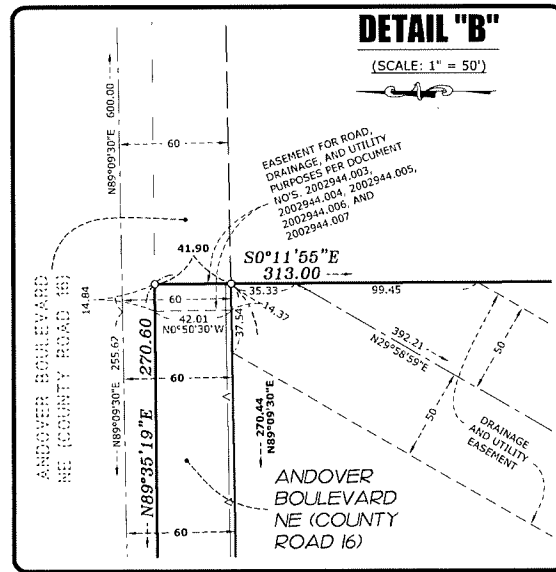 DETAIL "B"
(SCALE: 1" = 50')
N89°09'30"E 600.00
60
EASEMENT FOR ROAD,
DRAINAGE, AND UTILITY
PURPOSES PER DOCUMENT
NO'S. 2002944.003,
2002944.004, 2002944.005,
2002944.006, AND
2002944.007
41.90
S0°11'55"E
313.00
14.84
60
35.33
99.45
42.01
N0°50'30"W
14.37
37.54
ANDOVER BOULEVARD
NE (COUNTY ROAD 16)
N89°09'30"E 255.67
N89°35'19"E 270.60
60
270.44
N89°09'30"E
392.21
N29°58'59"E
50
50
DRAINAGE
AND UTILITY
EASEMENT
ANDOVER
BOULEVARD
NE (COUNTY
ROAD 16)
60